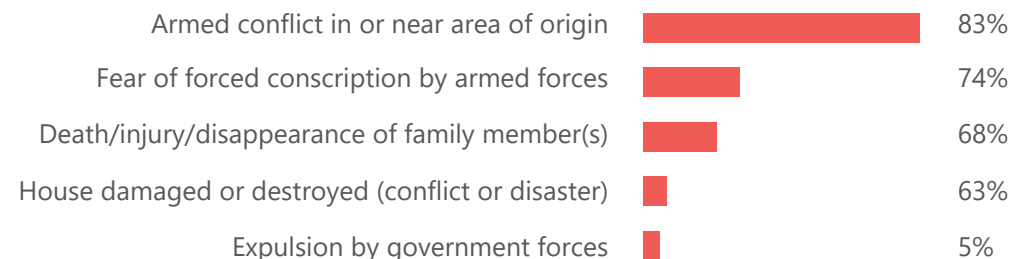 Armed conflict in or near area of origin 83%
Fear of forced conscription by armed forces 74%
Death/injury/disappearance of family member(s) 68%
House damaged or destroyed (conflict or disaster) 63%
Expulsion by government forces 5%